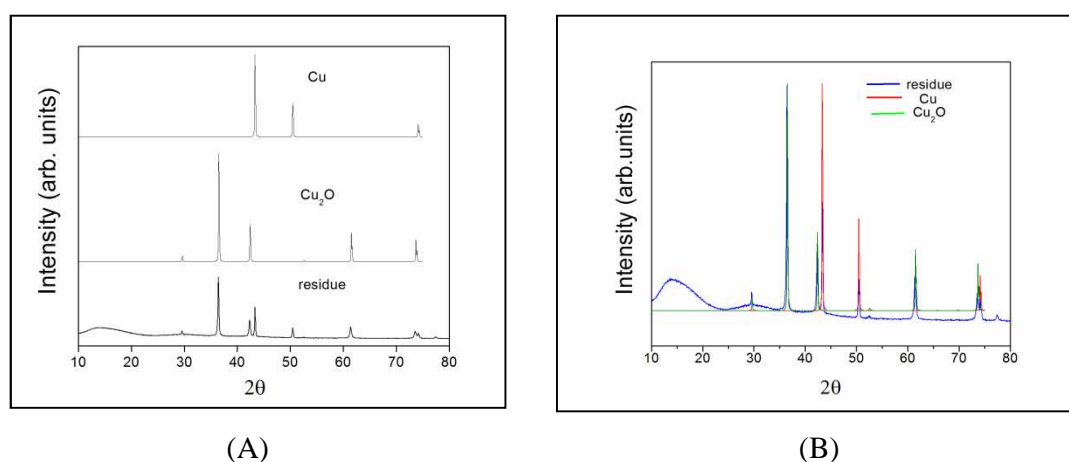 Intensity (arb. units)
Cu
Cu₂O
residue
10 20 30 40 50 60 70 80
2θ
(A)
Intensity (arb.units)
residue
Cu
Cu₂O
10 20 30 40 50 60 70 80
2θ
(B)